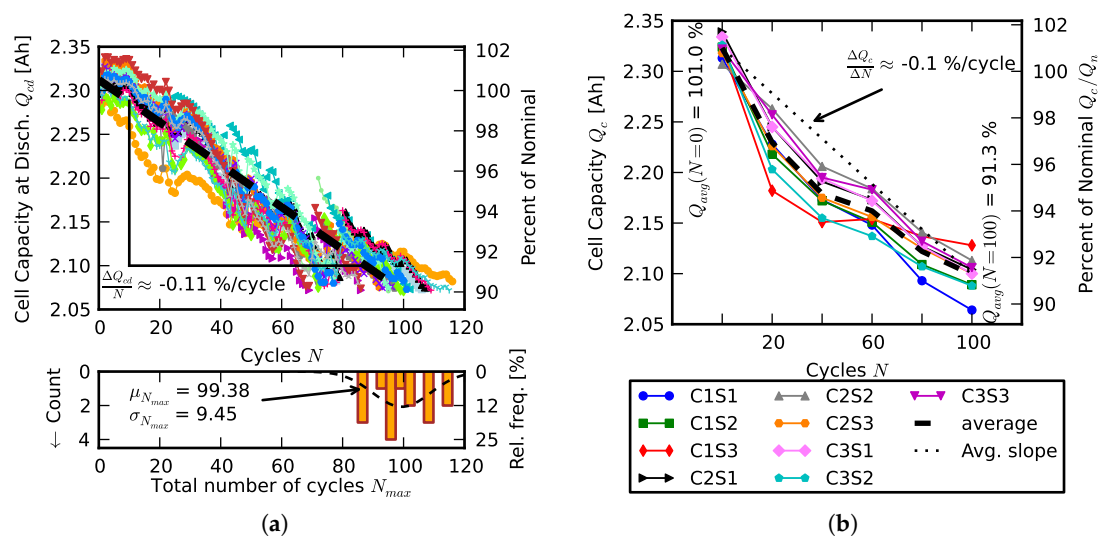 2.35
2.30
2.25
2.20
2.15
2.10
2.05
Cell Capacity at Disch. Q_cd [Ah]
102
100
98
96
94
92
90
Percent of Nominal
ΔQ_cd/N ≈ -0.11 %/cycle
0 20 40 60 80 100 120
Cycles N
0
2
4
← Count
μ_N_max = 99.38
σ_N_max = 9.45
0
12
25
Rel. freq. [%]
0 20 40 60 80 100 120
Total number of cycles N_max
(a)
2.35
2.30
2.25
2.20
2.15
2.10
2.05
Cell Capacity Q_c [Ah]
Q_avg(N=0) = 101.0 %
ΔQ_c/ΔN ≈ -0.1 %/cycle
Q_avg(N=100) = 91.3 %
102
100
98
96
94
92
90
Percent of Nominal Q_c/Q_n
20 40 60 80 100
Cycles N
C1S1 C2S2 C3S3
C1S2 C2S3 average
C1S3 C3S1 Avg. slope
C2S1 C3S2
(b)